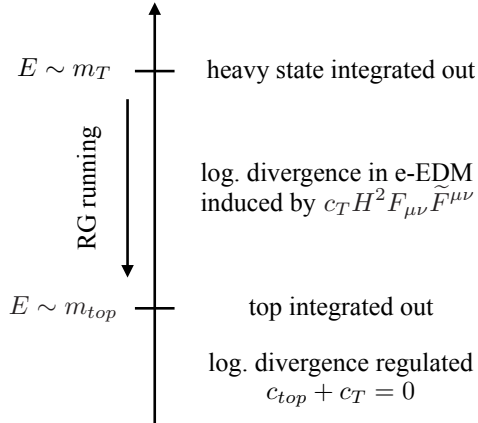 E ∼ m_T
heavy state integrated out
RG running
log. divergence in e-EDM
induced by c_T H^2 F_{μν} \widetilde{F}^{μν}
E ∼ m_{top}
top integrated out
log. divergence regulated
c_{top} + c_T = 0